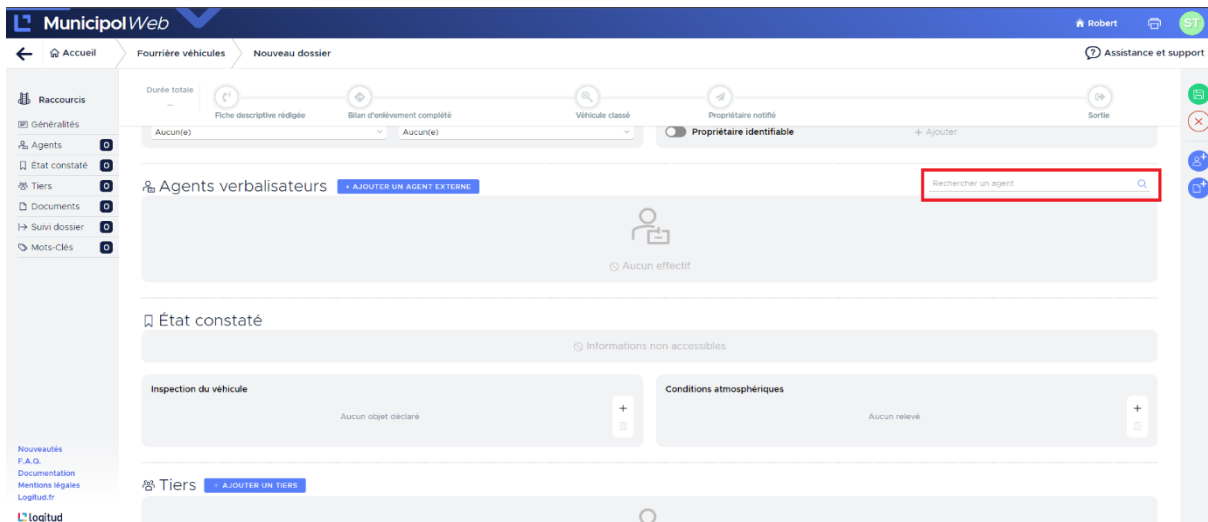 Municipol Web
Robert
ST
Accueil
Fourrière véhicules
Nouveau dossier
Assistance et support
Raccourcis
Généralités
Agents 0
État constaté 0
Tiers 0
Documents 0
Suivi dossier 0
Mots-Clés 0
Durée totale
--
Fiche descriptive rédigée
Bilan d'enlèvement complété
Véhicule classé
Propriétaire notifié
Sortie
Aucun(e)
Aucun(e)
Propriétaire identifiable
+ Ajouter
Agents verbalisateurs
+ AJOUTER UN AGENT EXTERNE
Rechercher un agent
Aucun effectif
État constaté
Informations non accessibles
Inspection du véhicule
Aucun objet déclaré
Conditions atmosphériques
Aucun relevé
Tiers
+ AJOUTER UN TIERS
Nouveautés
F.A.Q.
Documentation
Mentions légales
Logitud.fr
logitud